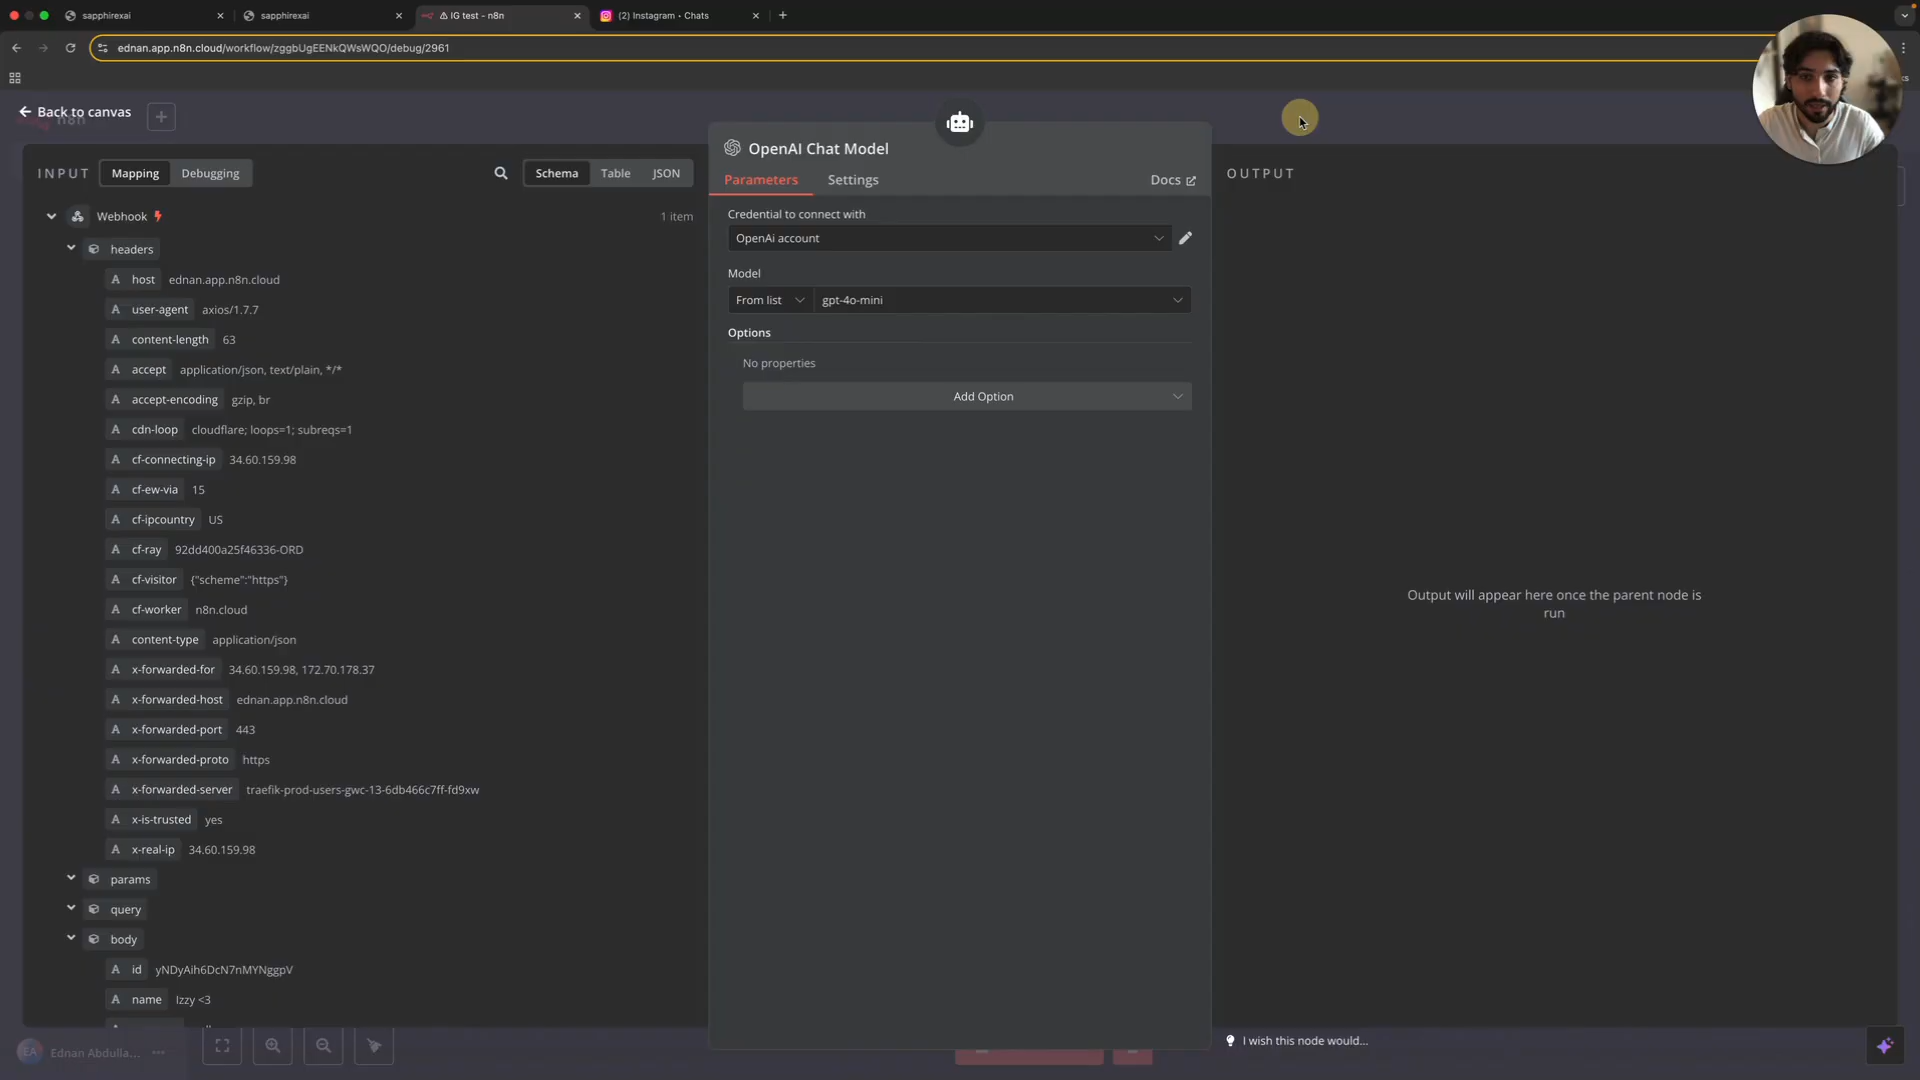 sapphirexai
sapphirexai
IG test - n8n
(2) Instagram • Chats
ednan.app.n8n.cloud/workflow/zggbUgEENkQWsWQO/debug/2961
Back to canvas
n8n
INPUT
Mapping
Debugging
Schema
Table
JSON
Webhook
1 item
headers
host ednan.app.n8n.cloud
user-agent axios/1.7.7
content-length 63
accept application/json, text/plain, */*
accept-encoding gzip, br
cdn-loop cloudflare; loops=1; subreqs=1
cf-connecting-ip 34.60.159.98
cf-ew-via 15
cf-ipcountry US
cf-ray 92dd400a25f46336-ORD
cf-visitor {"scheme":"https"}
cf-worker n8n.cloud
content-type application/json
x-forwarded-for 34.60.159.98, 172.70.178.37
x-forwarded-host ednan.app.n8n.cloud
x-forwarded-port 443
x-forwarded-proto https
x-forwarded-server traefik-prod-users-gwc-13-6db466c7ff-fd9xw
x-is-trusted yes
x-real-ip 34.60.159.98
params
query
body
id yNDyAih6DcN7nMYNggpV
name Izzy <3
EA Ednan Abdulla...
OpenAI Chat Model
Parameters
Settings
Docs
Credential to connect with
OpenAi account
Model
From list
gpt-4o-mini
Options
No properties
Add Option
OUTPUT
Output will appear here once the parent node is
run
I wish this node would...